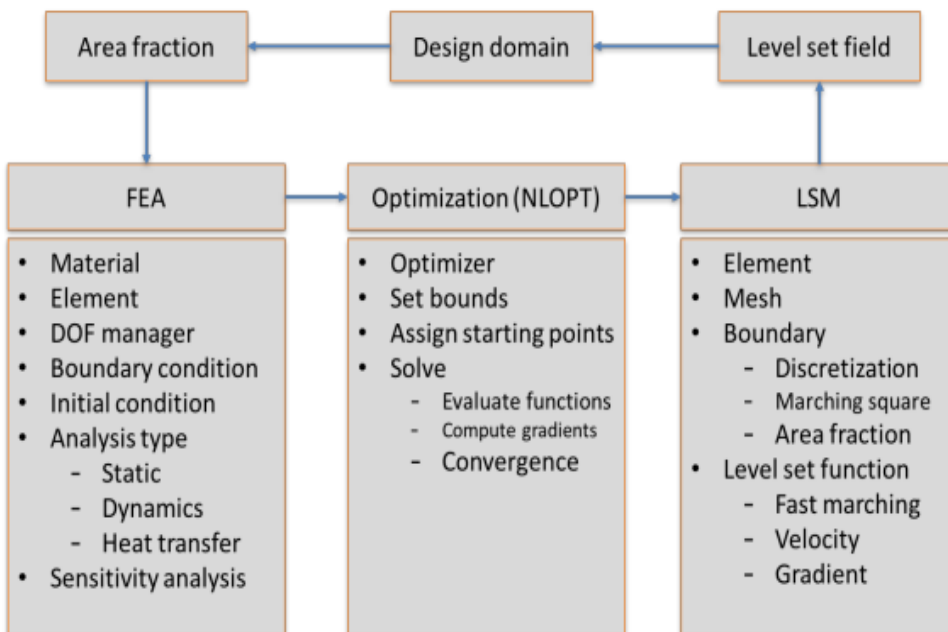 Area fraction
Design domain
Level set field
FEA
Optimization (NLOPT)
LSM
• Material
• Element
• DOF manager
• Boundary condition
• Initial condition
• Analysis type
- Static
- Dynamics
- Heat transfer
• Sensitivity analysis
• Optimizer
• Set bounds
• Assign starting points
• Solve
- Evaluate functions
- Compute gradients
- Convergence
• Element
• Mesh
• Boundary
- Discretization
- Marching square
- Area fraction
• Level set function
- Fast marching
- Velocity
- Gradient